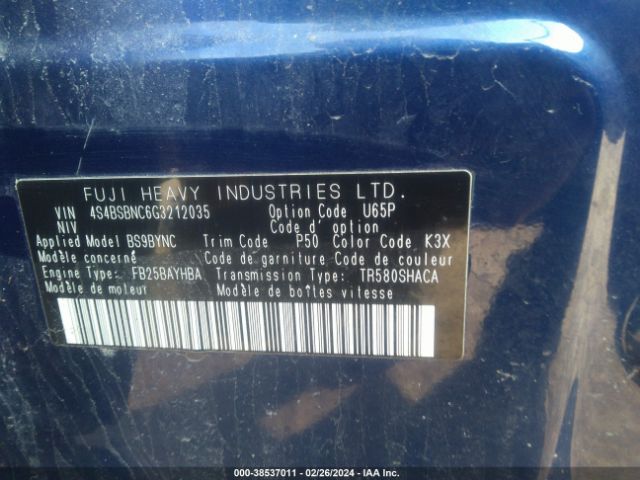 FUJI HEAVY INDUSTRIES LTD.
VIN 4S4BSBNC6G3212035 Option Code U65P
NIV Code d'option
Applied Model BS9BYNC Trim Code P50 Color Code K3X
Modèle concerné Code de garniture Code de couleur
Engine Type: FB25BAYHBA Transmission Type: TR580SHACA
Modèle de moteur Modèle de boîtes vitesse
000-38537011 - 02/26/2024 - IAA Inc.